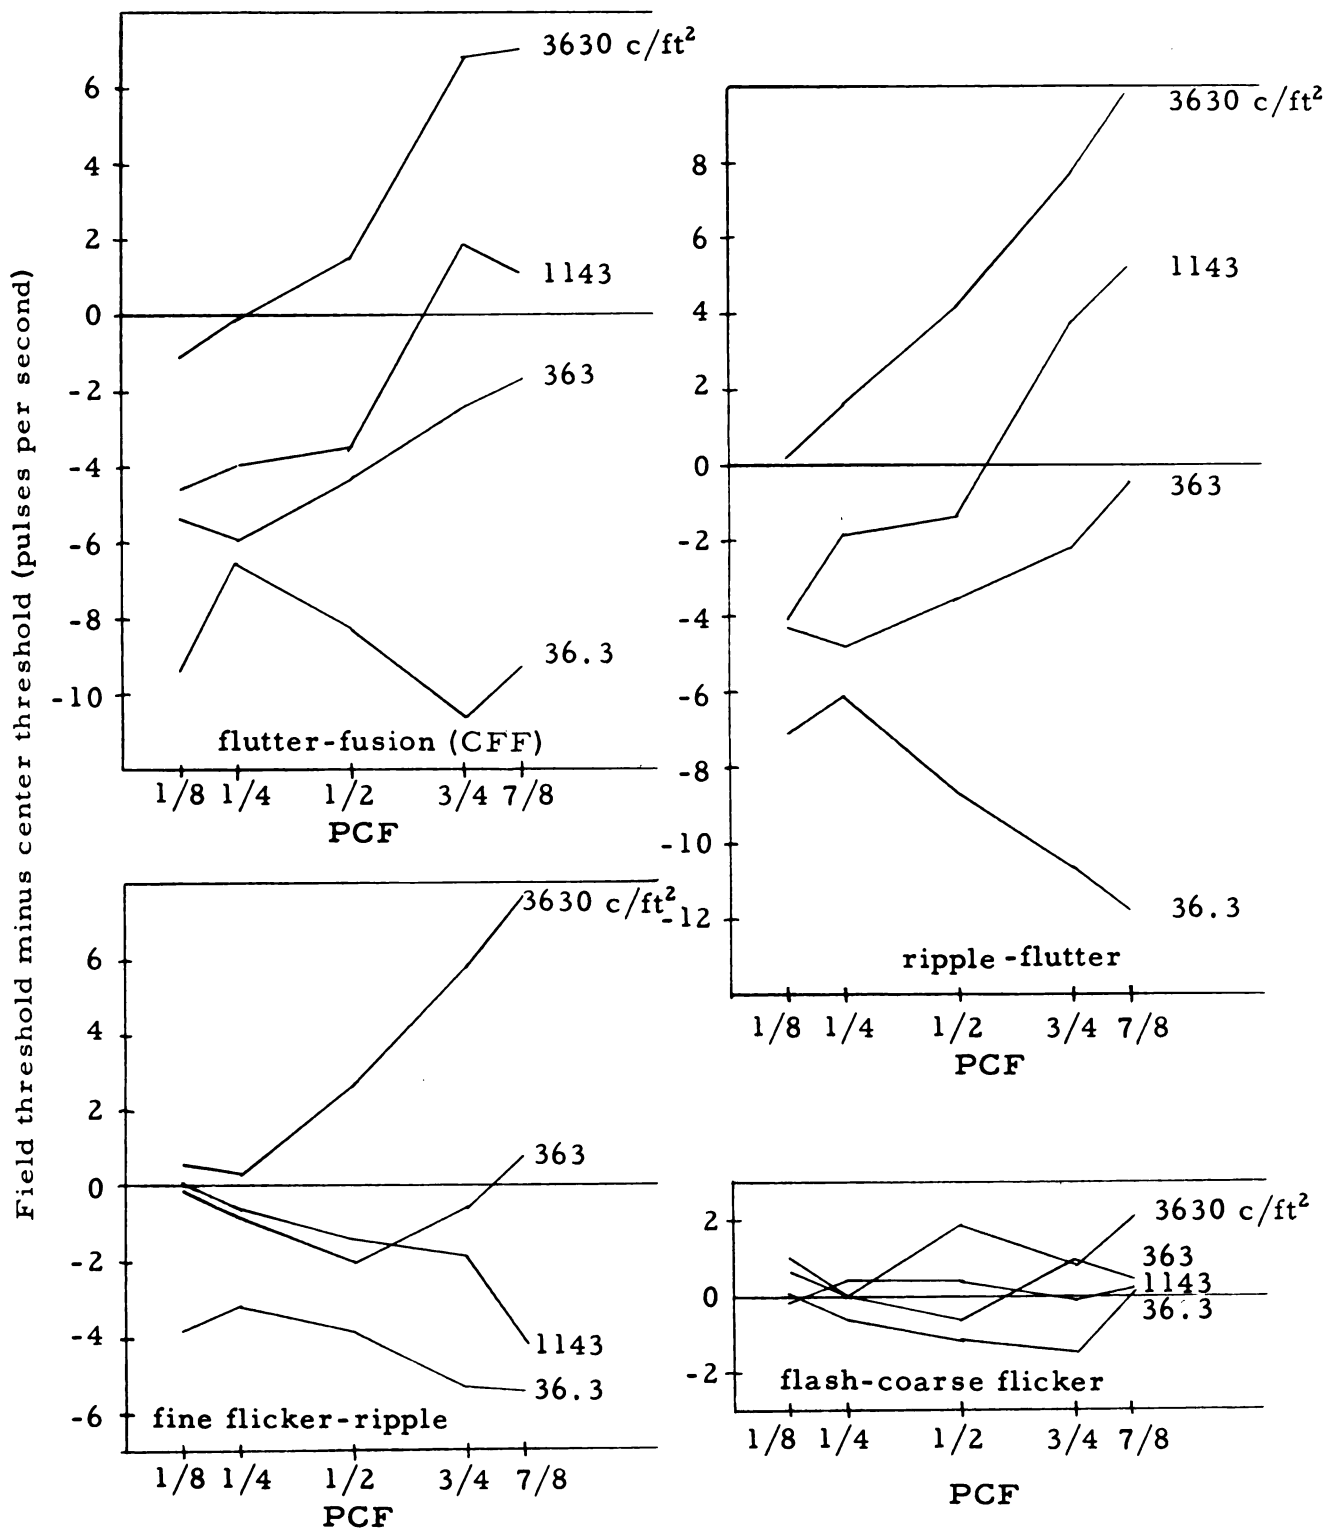 Field threshold minus center threshold (pulses per second)
3630 c/ft²
6
4
2
0
-2
-4
-6
-8
-10
1143
363
36.3
flutter-fusion (CFF)
1/8 1/4 1/2 3/4 7/8
PCF
3630 c/ft²
8
6
4
2
0
-2
-4
-6
-8
-10
-12
1143
363
36.3
ripple-flutter
1/8 1/4 1/2 3/4 7/8
PCF
3630 c/ft²
6
4
2
0
-2
-4
-6
363
1143
36.3
fine flicker-ripple
1/8 1/4 1/2 3/4 7/8
PCF
3630 c/ft²
2
0
-2
363
1143
36.3
flash-coarse flicker
1/8 1/4 1/2 3/4 7/8
PCF